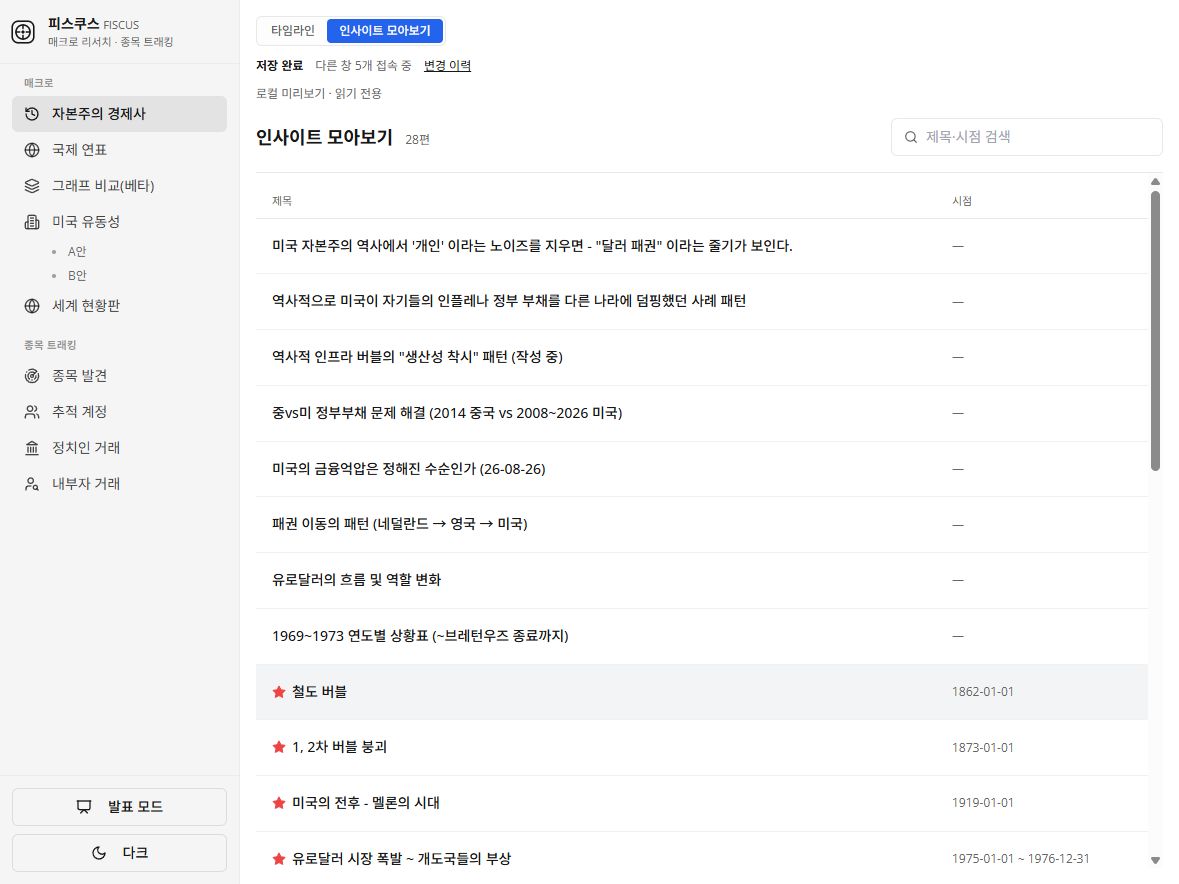 피스쿠스 FISCUS
매크로 리서치 · 종목 트래킹
매크로
자본주의 경제사
국제 연표
그래프 비교(베타)
미국 유동성
A안
B안
세계 현황판
종목 트래킹
종목 발견
추적 계정
정치인 거래
내부자 거래
발표 모드
다크
타임라인 인사이트 모아보기
저장 완료 다른 창 5개 접속 중 변경 이력
로컬 미리보기 · 읽기 전용
인사이트 모아보기 28편
제목·시점 검색
제목 시점
미국 자본주의 역사에서 '개인' 이라는 노이즈를 지우면 - "달러 패권" 이라는 줄기가 보인다. —
역사적으로 미국이 자기들의 인플레나 정부 부채를 다른 나라에 덤핑했던 사례 패턴 —
역사적 인프라 버블의 "생산성 착시" 패턴 (작성 중) —
중vs미 정부부채 문제 해결 (2014 중국 vs 2008~2026 미국) —
미국의 금융억압은 정해진 수순인가 (26-08-26) —
패권 이동의 패턴 (네덜란드 → 영국 → 미국) —
유로달러의 흐름 및 역할 변화 —
1969~1973 연도별 상황표 (~브레턴우즈 종료까지) —
철도 버블 1862-01-01
1, 2차 버블 붕괴 1873-01-01
미국의 전후 - 멜론의 시대 1919-01-01
유로달러 시장 폭발 ~ 개도국들의 부상 1975-01-01 ~ 1976-12-31